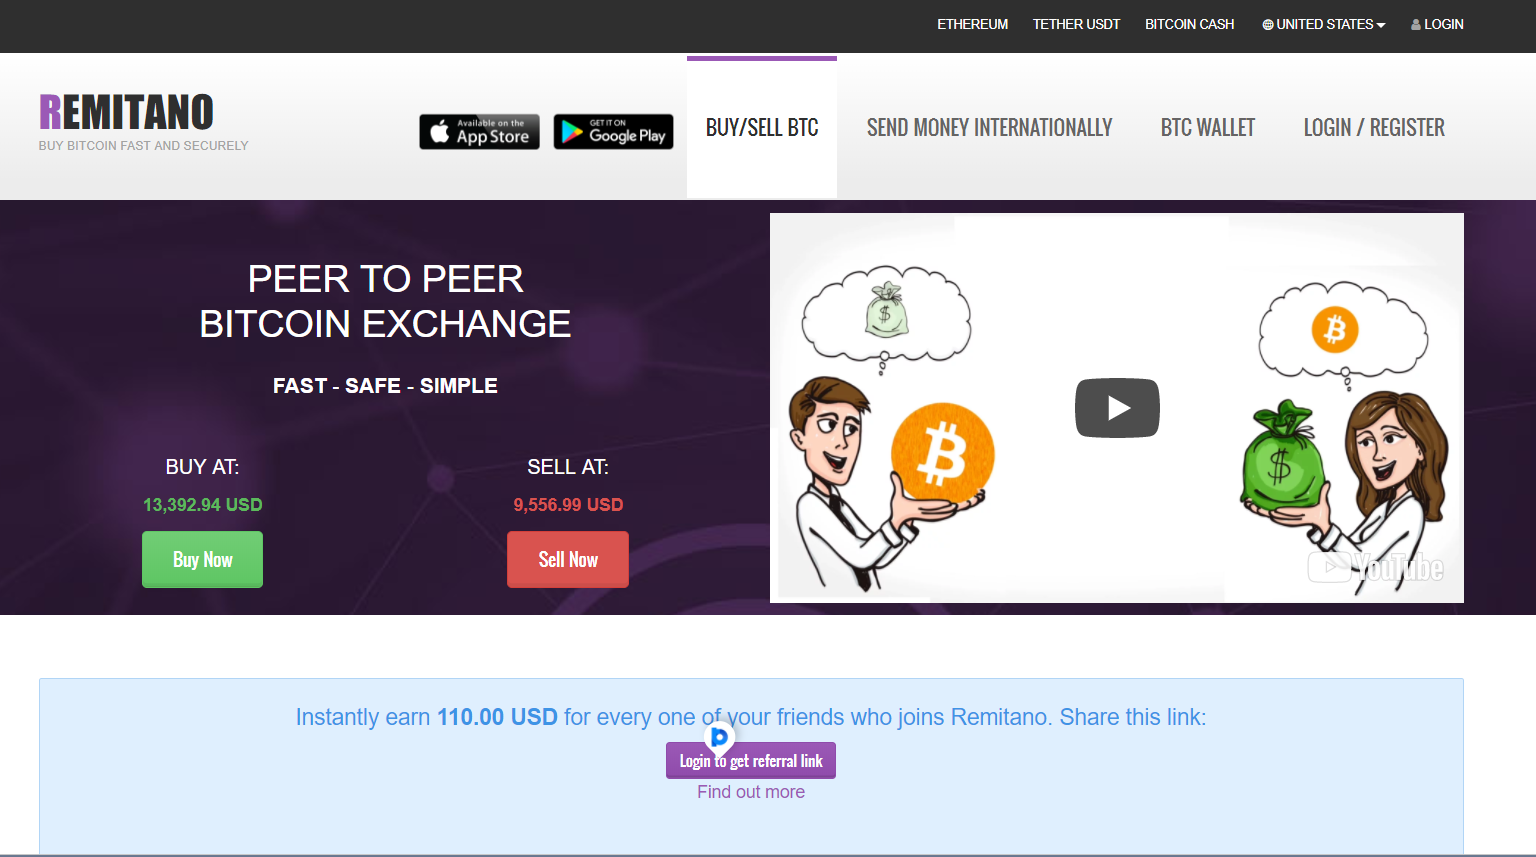 ETHEREUM TETHER USDT BITCOIN CASH UNITED STATES LOGIN
REMITANO
BUY BITCOIN FAST AND SECURELY
Available on the
App Store
GET IT ON
Google Play
BUY/SELL BTC
SEND MONEY INTERNATIONALLY
BTC WALLET
LOGIN / REGISTER
PEER TO PEER
BITCOIN EXCHANGE
FAST - SAFE - SIMPLE
BUY AT:
13,392.94 USD
Buy Now
SELL AT:
9,556.99 USD
Sell Now
$
$
YouTube
Instantly earn 110.00 USD for every one of your friends who joins Remitano. Share this link:
Login to get referral link
Find out more